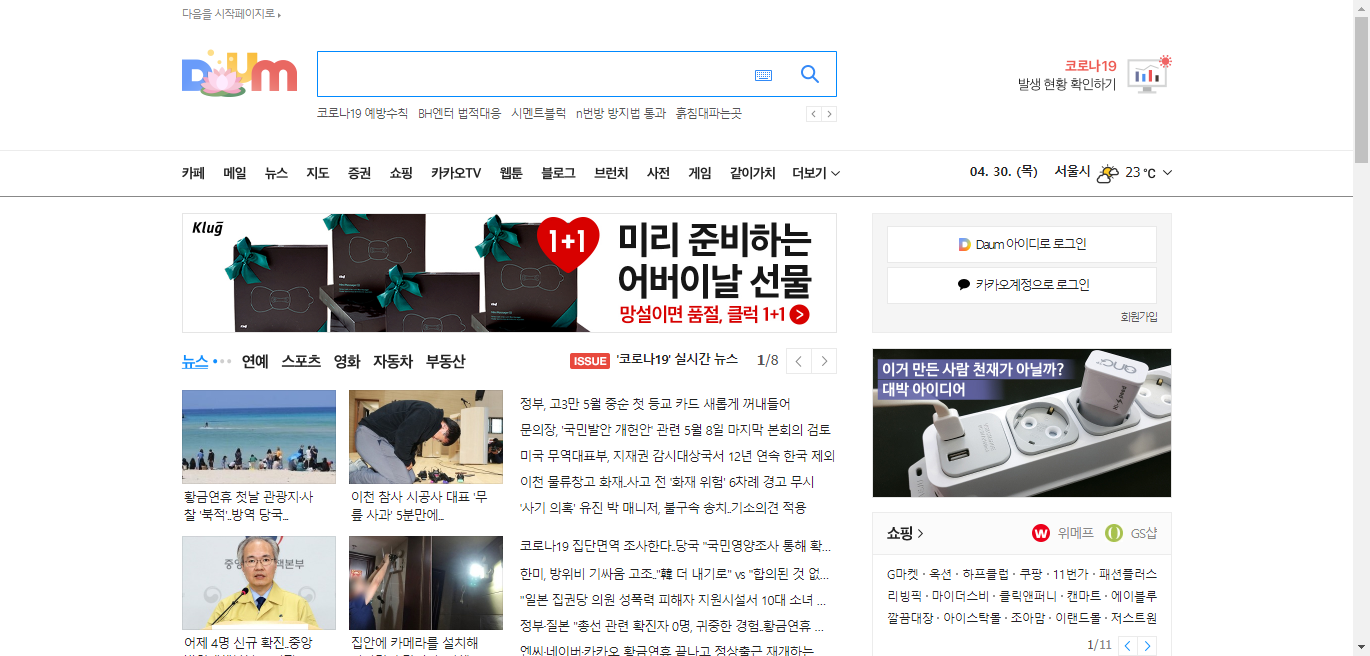 다음을 시작페이지로
Daum
코로나19
발생 현황 확인하기
코로나19 예방수칙 BH엔터 법적대응 시멘트블럭 n번방 방지법 통과 흙침대파는곳
카페 메일 뉴스 지도 증권 쇼핑 카카오TV 웹툰 블로그 브런치 사전 게임 같이가치 더보기
04. 30. (목) 서울시 23 ℃
Klug
1+1
미리 준비하는
어버이날 선물
망설이면 품절, 클럭 1+1
Daum 아이디로 로그인
카카오계정으로 로그인
회원가입
뉴스 연예 스포츠 영화 자동차 부동산
ISSUE '코로나19' 실시간 뉴스 1/8
황금연휴 첫날 관광지·사
찰 '북적'..방역 당국...
이천 참사 시공사 대표 '무
릎 사과' 5분만에...
어제 4명 신규 확진..중앙
집안에 카메라를 설치해
정부, 고3만 5월 중순 첫 등교 카드 새롭게 꺼내들어
문의장, '국민발안 개헌안' 관련 5월 8일 마지막 본회의 검토
미국 무역대표부, 지재권 감시대상국서 12년 연속 한국 제외
이천 물류창고 화재..사고 전 '화재 위험' 6차례 경고 무시
'사기 의혹' 유진 박 매니저, 불구속 송치..기소의견 적용
코로나19 집단면역 조사한다..당국 "국민영양조사 통해 확...
한미, 방위비 기싸움 고조.."韓 더 내기로" vs "합의된 것 없...
"일본 집권당 의원 성폭력 피해자 지원시설서 10대 소녀 ...
정부·질본 "총선 관련 확진자 0명, 귀중한 경험..황금연휴 ...
엔씨·네이버·카카오 황금연휴 끝나고 정상출근 재개하는
이거 만든 사람 천재가 아닐까?
대박 아이디어
쇼핑
위메프 GS샵
G마켓 · 옥션 · 하프클럽 · 쿠팡 · 11번가 · 패션플러스
리빙픽 · 마이더스비 · 클릭앤퍼니 · 캔마트 · 에이블루
깔끔대장 · 아이스탁몰 · 조아맘 · 이랜드몰 · 저스트원
1/11